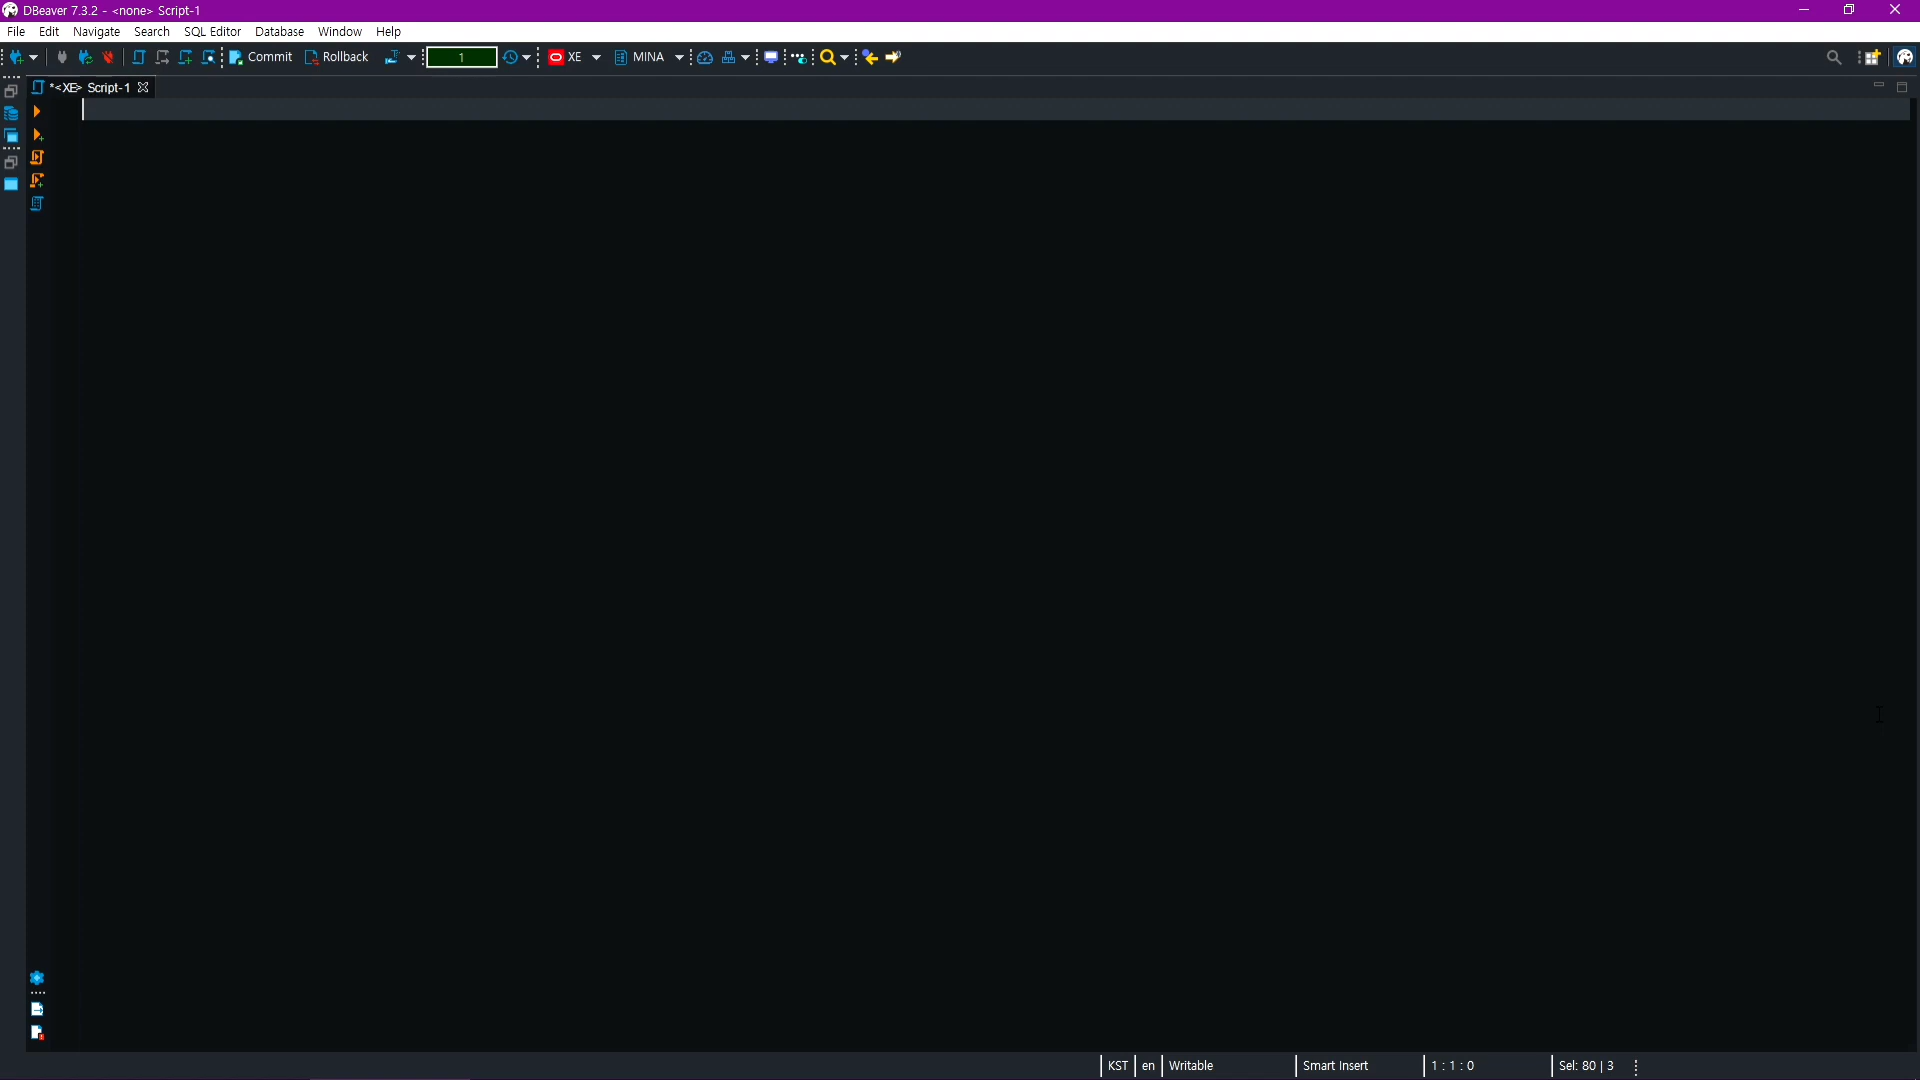 DBeaver 7.3.2 - <none> Script-1
File Edit Navigate Search SQL Editor Database Window Help
Commit Rollback 1 XE MINA
*<XE> Script-1
KST en Writable Smart Insert 1 : 1 : 0 Sel: 80 | 3